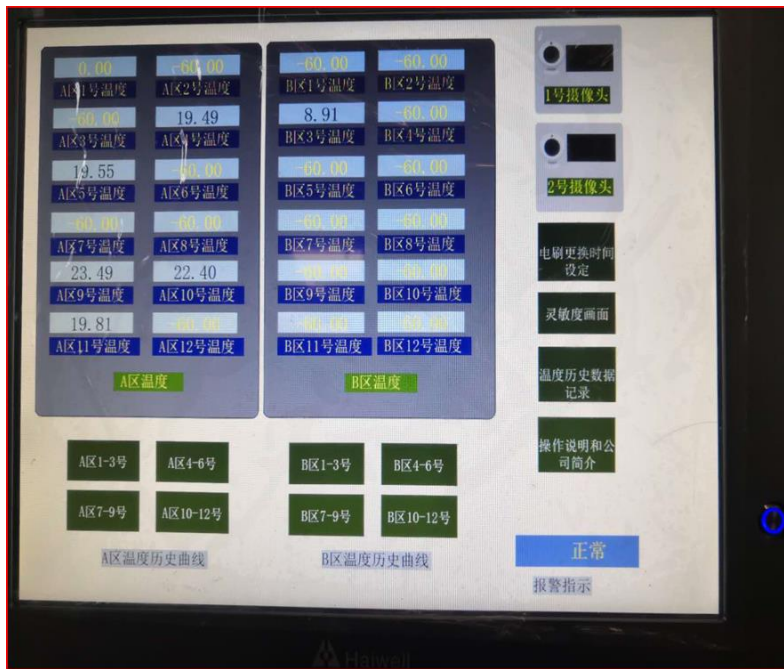 0.00 -60.00
A区1号温度 A区2号温度
-60.00 19.49
A区3号温度 A区4号温度
19.55 -60.00
A区5号温度 A区6号温度
-60.00 -60.00
A区7号温度 A区8号温度
23.49 22.40
A区9号温度 A区10号温度
19.81 -60.00
A区11号温度 A区12号温度
A区温度
-60.00 -60.00
B区1号温度 B区2号温度
8.91 -60.00
B区3号温度 B区4号温度
-60.00 -60.00
B区5号温度 B区6号温度
-60.00 -60.00
B区7号温度 B区8号温度
-60.00 -60.00
B区9号温度 B区10号温度
-60.00 -60.00
B区11号温度 B区12号温度
B区温度
1号摄像头
2号摄像头
电刷更换时间
设定
灵敏度画面
温度历史数据
记录
操作说明和公
司简介
A区1-3号 A区4-6号
A区7-9号 A区10-12号
A区温度历史曲线
B区1-3号 B区4-6号
B区7-9号 B区10-12号
B区温度历史曲线
正常
报警指示
Haiwell